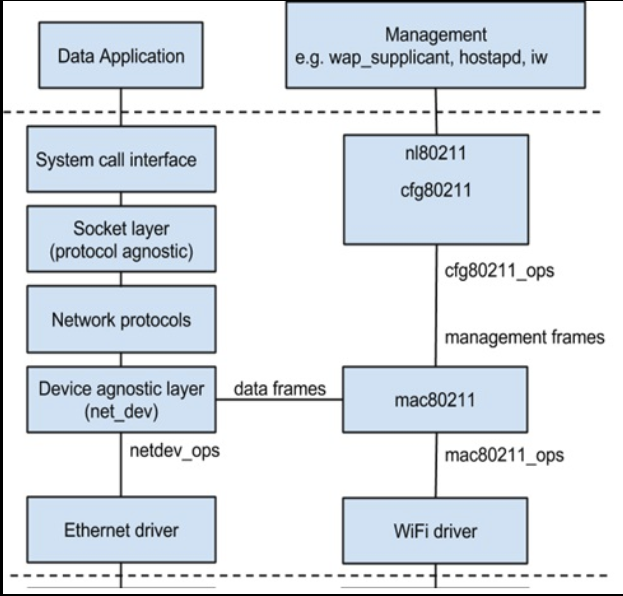 Data Application
Management
e.g. wap_supplicant, hostapd, iw
System call interface
nl80211
cfg80211
Socket layer
(protocol agnostic)
cfg80211_ops
Network protocols
management frames
Device agnostic layer
(net_dev)
data frames
mac80211
netdev_ops
mac80211_ops
Ethernet driver
WiFi driver